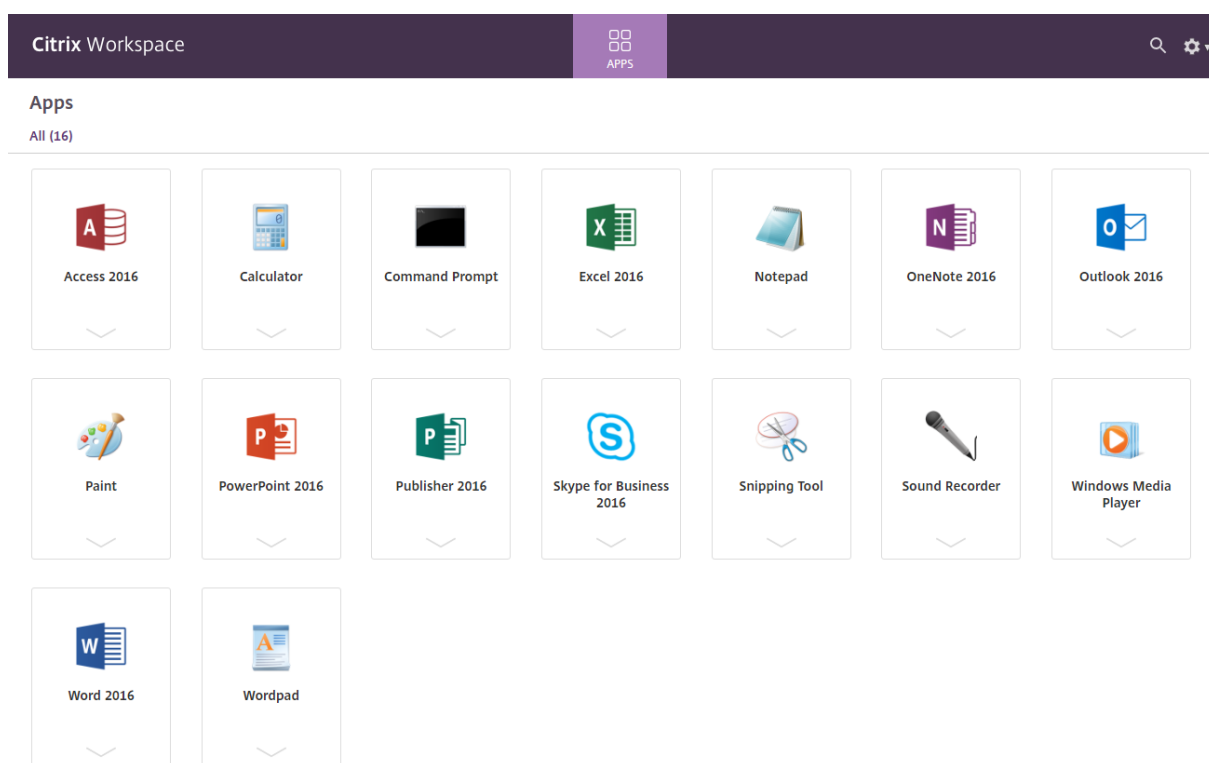 Citrix Workspace
APPS
Apps
All (16)
Access 2016
Calculator
Command Prompt
Excel 2016
Notepad
OneNote 2016
Outlook 2016
Paint
PowerPoint 2016
Publisher 2016
Skype for Business
2016
Snipping Tool
Sound Recorder
Windows Media
Player
Word 2016
Wordpad